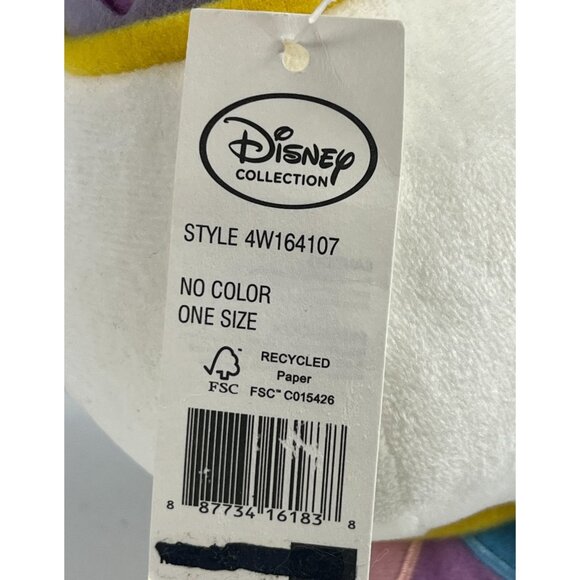 Disney
COLLECTION
STYLE 4W164107
NO COLOR
ONE SIZE
RECYCLED
Paper
FSC
FSC™ C015426
8 87734 16183 8